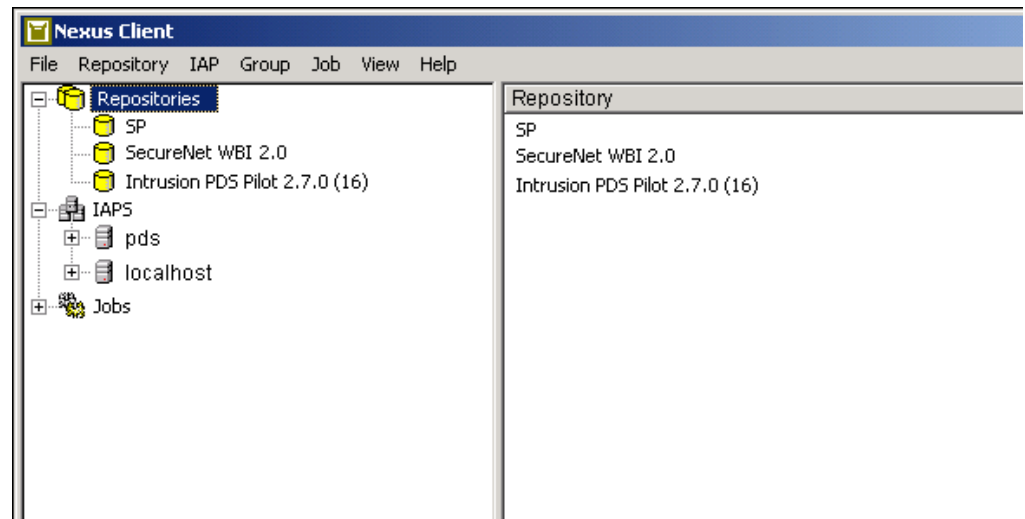 Nexus Client
File Repository IAP Group Job View Help
Repositories
SP
SecureNet WBI 2.0
Intrusion PDS Pilot 2.7.0 (16)
IAPS
pds
localhost
Jobs
Repository
SP
SecureNet WBI 2.0
Intrusion PDS Pilot 2.7.0 (16)